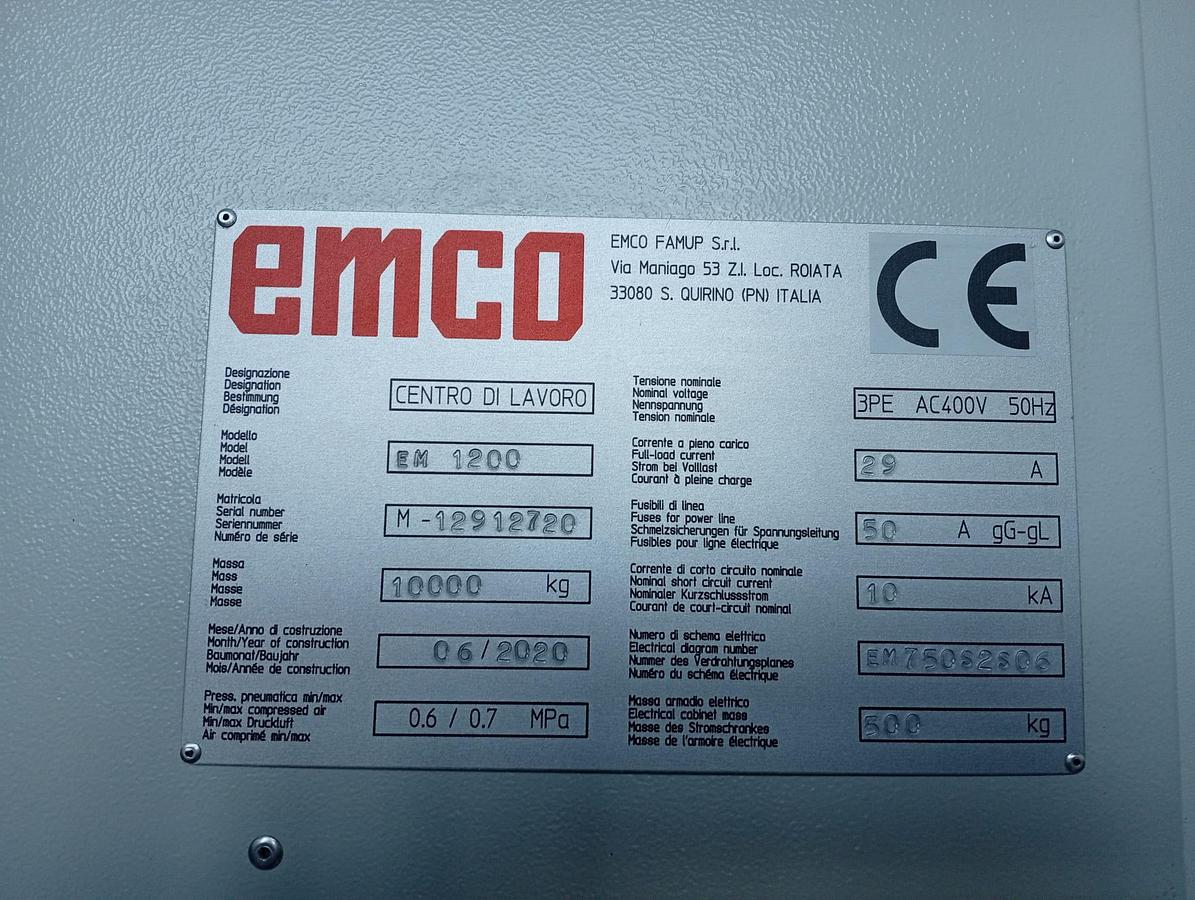 emco
EMCO FAMUP S.r.l.
Via Maniago 53 Z.I. Loc. ROIATA
33080 S. QUIRINO (PN) ITALIA
CE
Designazione
Designation
Bestimmung
Désignation
CENTRO DI LAVORO
Modello
Model
Modell
Modèle
EM 1200
Matricola
Serial number
Seriennummer
Numéro de série
M -12912720
Massa
Mass
Masse
Masse
10000 kg
Mese/Anno di costruzione
Month/Year of construction
Baumonat/Baujahr
Mois/Année de construction
06/2020
Press. pneumatica min/max
Min/max compressed air
Min/max Druckluft
Air comprimé min/max
0.6 / 0.7 MPa
Tensione nominale
Nominal voltage
Nennspannung
Tension nominale
3PE AC400V 50Hz
Corrente a pieno carico
Full-load current
Strom bei Volllast
Courant à pleine charge
29 A
Fusibili di linea
Fuses for power line
Schmelzsicherungen für Spannungsleitung
Fusibles pour ligne électrique
50 A gG-gL
Corrente di corto circuito nominale
Nominal short circuit current
Nominaler Kurzschlussstrom
Courant de court-circuit nominal
10 kA
Numero di schema elettrico
Electrical diagram number
Nummer des Verdrahtungsplanes
Numéro du schéma électrique
EM750S2S06
Massa armadio elettrico
Electrical cabinet mass
Masse des Stromschrankes
Masse de l'armoire électrique
500 kg